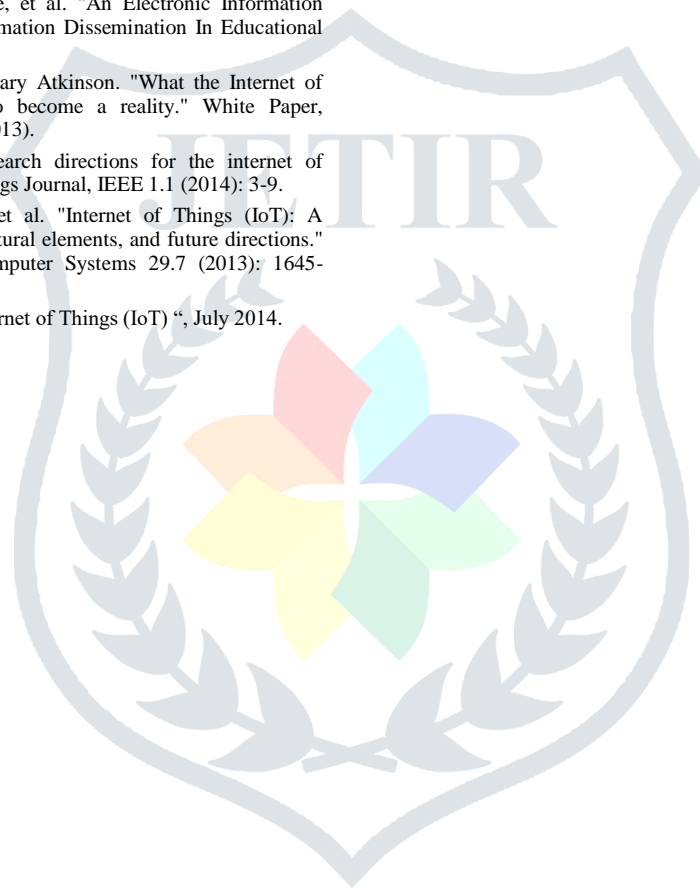 e, et al. "An Electronic Information
mation Dissemination In Educational
ary Atkinson. "What the Internet of
o become a reality." White Paper,
13).
earch directions for the internet of
gs Journal, IEEE 1.1 (2014): 3-9.
et al. "Internet of Things (IoT): A
tural elements, and future directions."
mputer Systems 29.7 (2013): 1645-
rnet of Things (IoT) “, July 2014.
JETIR